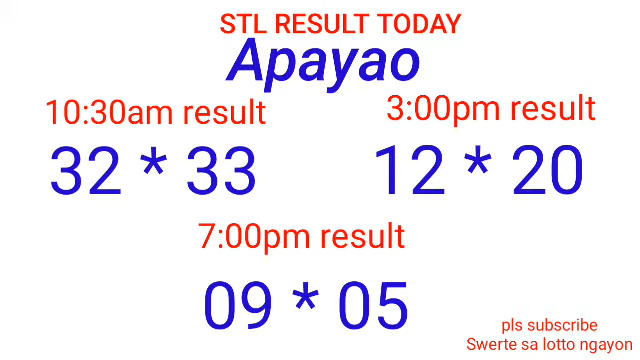 STL RESULT TODAY
Apayao
10:30am result
32 * 33
3:00pm result
12 * 20
7:00pm result
09 * 05
pls subscribe
Swerte sa lotto ngayon